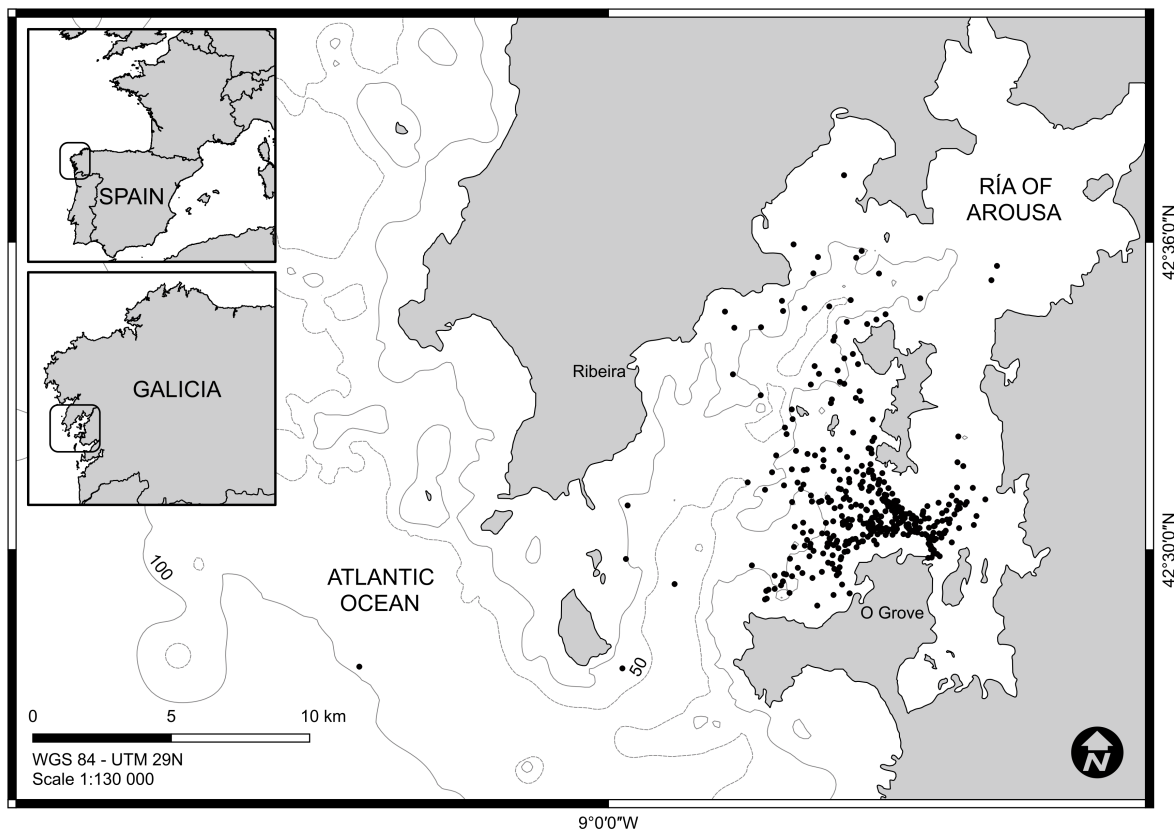 SPAIN
GALICIA
RÍA OF
AROUSA
42°36'0"N
Ribeira
42°30'0"N
100
ATLANTIC
OCEAN
O Grove
50
0 5 10 km
WGS 84 - UTM 29N
Scale 1:130 000
N
9°0'0"W